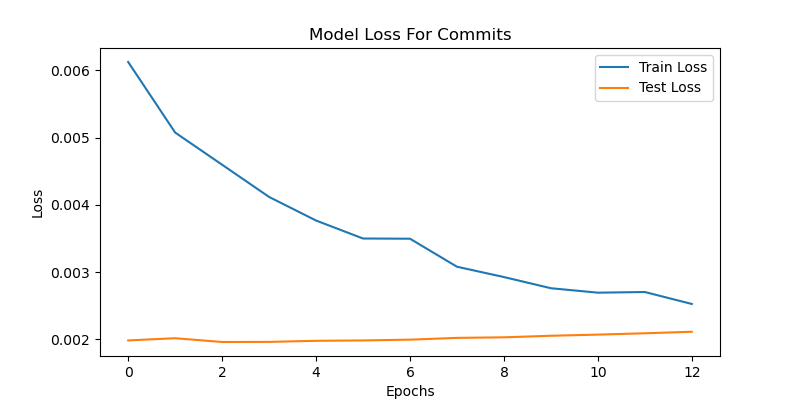 Model Loss For Commits
Train Loss
Test Loss
0.006
0.005
0.004
0.003
0.002
Loss
0 2 4 6 8 10 12
Epochs